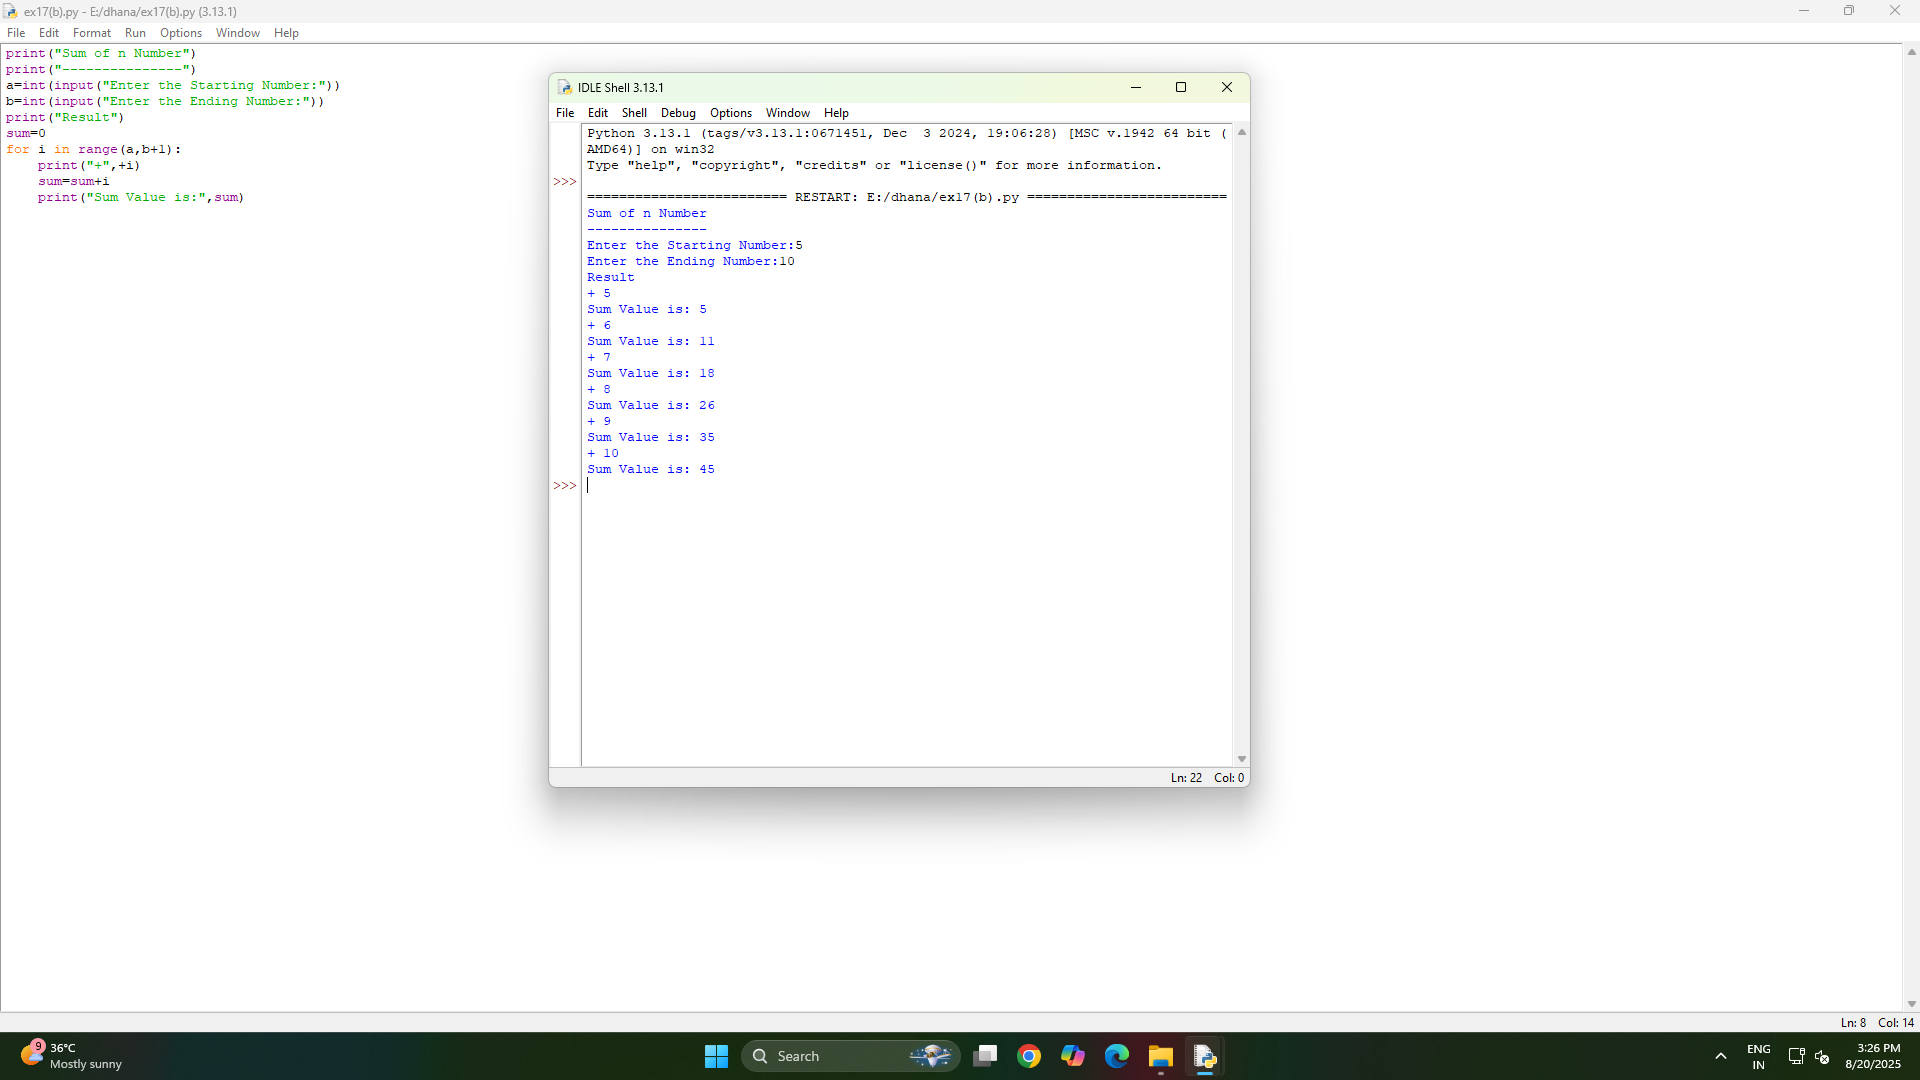 ex17(b).py - E:/dhana/ex17(b).py (3.13.1)
File Edit Format Run Options Window Help
print("Sum of n Number")
print("---------------")
a=int(input("Enter the Starting Number:"))
b=int(input("Enter the Ending Number:"))
print("Result")
sum=0
for i in range(a,b+1):
    print("+",+i)
    sum=sum+i
    print("Sum Value is:",sum)
IDLE Shell 3.13.1
File Edit Shell Debug Options Window Help
Python 3.13.1 (tags/v3.13.1:0671451, Dec  3 2024, 19:06:28) [MSC v.1942 64 bit (
AMD64)] on win32
Type "help", "copyright", "credits" or "license()" for more information.
>>>
========================= RESTART: E:/dhana/ex17(b).py =========================
Sum of n Number
---------------
Enter the Starting Number:5
Enter the Ending Number:10
Result
+ 5
Sum Value is: 5
+ 6
Sum Value is: 11
+ 7
Sum Value is: 18
+ 8
Sum Value is: 26
+ 9
Sum Value is: 35
+ 10
Sum Value is: 45
>>>
Ln: 22 Col: 0
Ln: 8 Col: 14
9
36°C
Mostly sunny
Search
ENG
IN
3:26 PM
8/20/2025